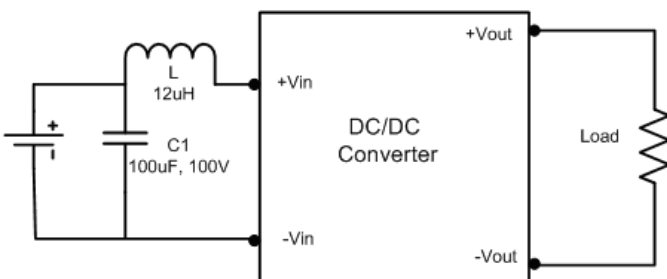 +Vout
L
12uH
+Vin
+
DC/DC
Converter
C1
100uF, 100V
Load
-Vin
-Vout